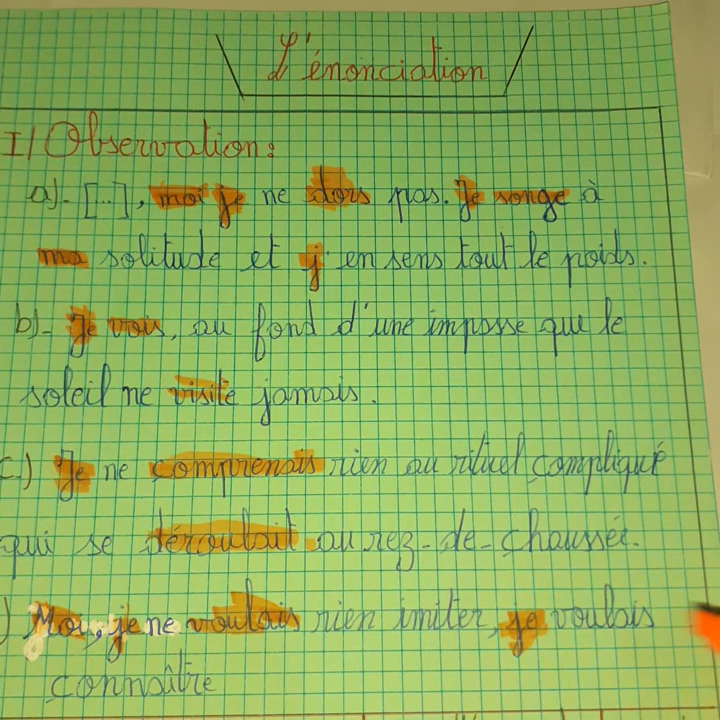 L'énonciation
I/ Observation:
a)- [...], moi je ne dors pas. Je songe à
ma solitude et j'en sens tout le poids.
b)- Je vois, au fond d'une impasse que le
soleil ne visite jamais.
c.) Je ne comprenais rien au rituel compliqué
qui se déroulait au rez-de-chaussée.
) Moi, je ne voulais rien imiter, je voulais
connaître